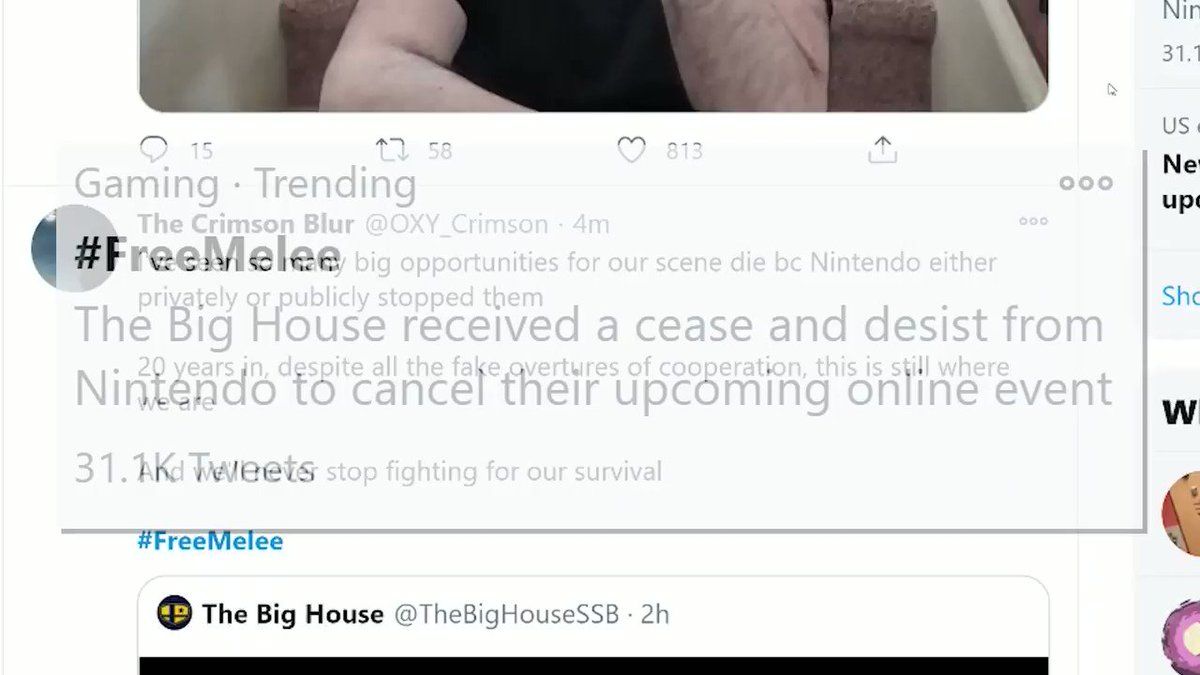 Nin
31.1
15 58 813
US
Nev
upd
Gaming · Trending
#FreeMelee
The Big House received a cease and desist from
Nintendo to cancel their upcoming online event
31.1K Tweets
The Crimson Blur @OXY_Crimson · 4m
I've seen so many big opportunities for our scene die bc Nintendo either
privately or publicly stopped them
20 years in, despite all the fake overtures of cooperation, this is still where
we are
And we'll never stop fighting for our survival
#FreeMelee
The Big House @TheBigHouseSSB · 2h
Sho
Wh